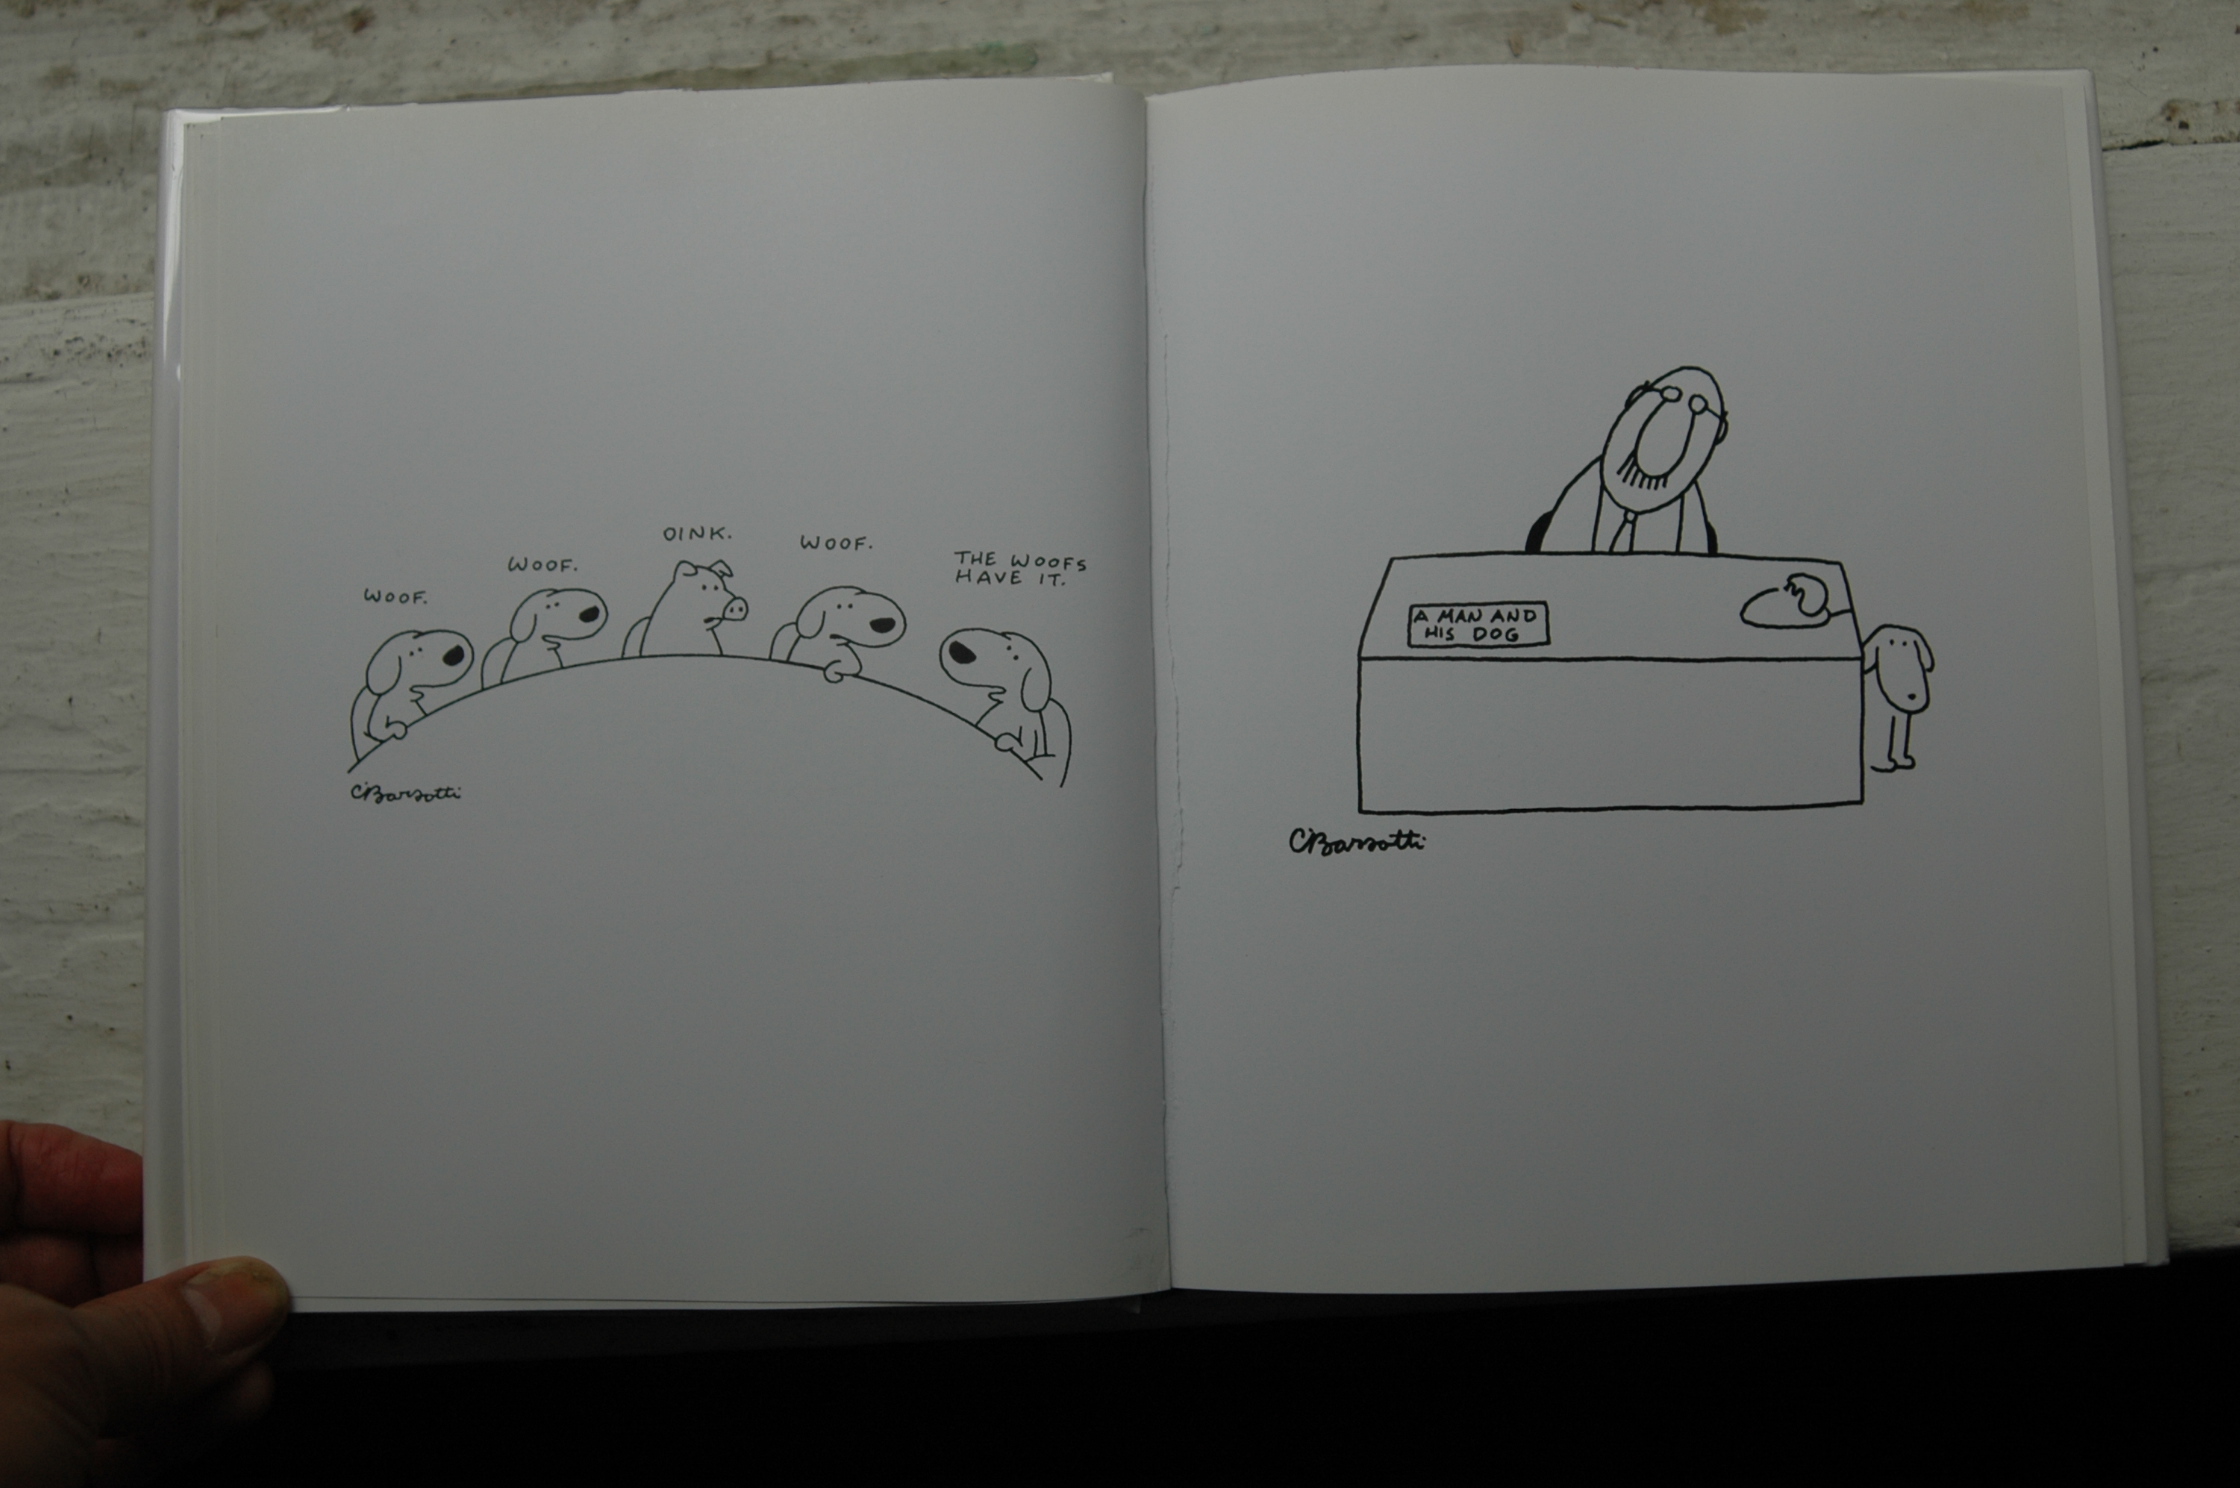 WOOF.
WOOF.
OINK.
WOOF.
THE WOOFS
HAVE IT.
CBarsotti
A MAN AND
HIS DOG
CBarsotti